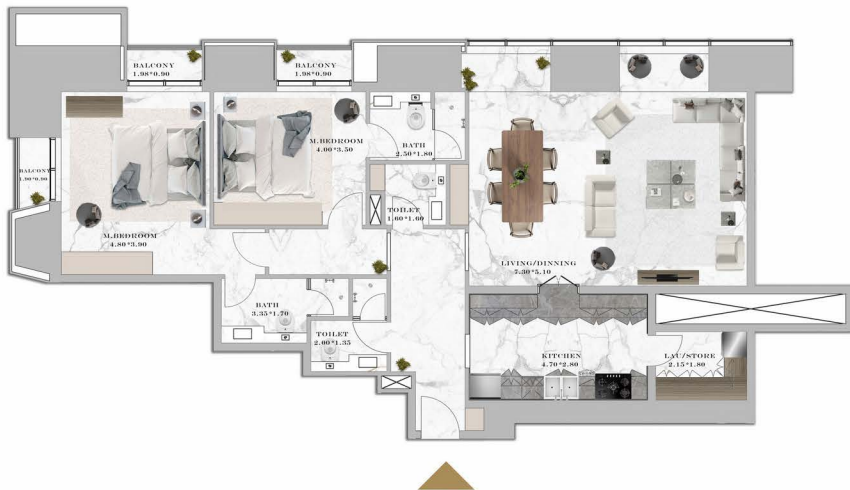 BALCONY
1.98*0.90
BALCONY
1.98*0.90
M.BEDROOM
4.00*3.50
BATH
2.50*1.80
BALCONY
1.90*0.90
TOILET
1.60*1.60
M.BEDROOM
4.80*3.90
LIVING/DINNING
7.30*5.10
BATH
3.35*1.70
TOILET
2.00*1.35
KITCHEN
4.70*2.80
LAU/STORE
2.15*1.80